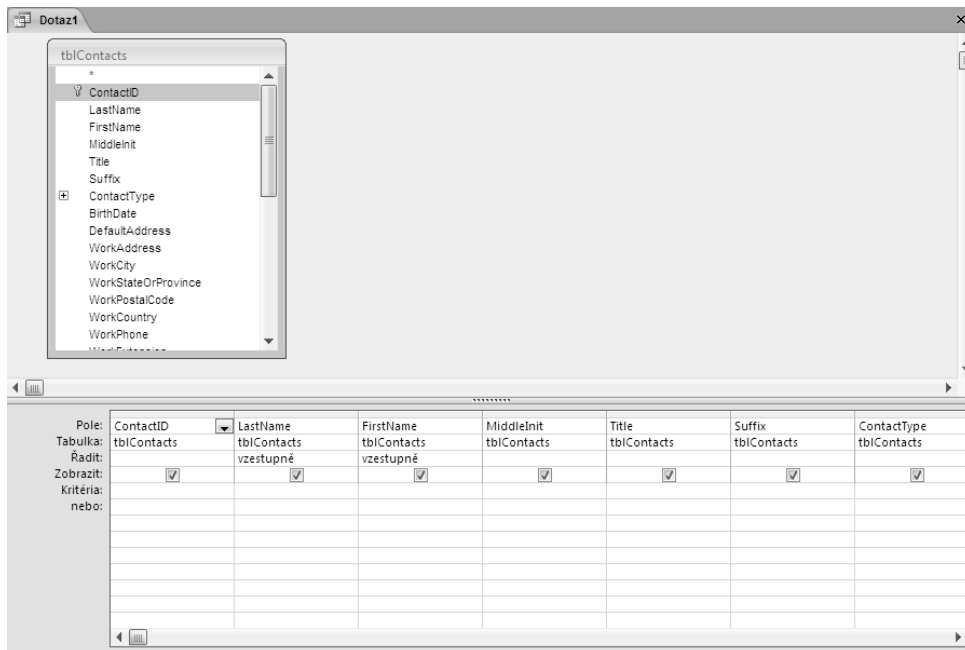 Dotaz1
tblContacts
*
ContactID
LastName
FirstName
MiddleInit
Title
Suffix
ContactType
BirthDate
DefaultAddress
WorkAddress
WorkCity
WorkStateOrProvince
WorkPostalCode
WorkCountry
WorkPhone
Pole: ContactID LastName FirstName MiddleInit Title Suffix ContactType
Tabulka: tblContacts tblContacts tblContacts tblContacts tblContacts tblContacts tblContacts
Řadit: vzestupně vzestupně
Zobrazit:
Kritéria:
nebo: